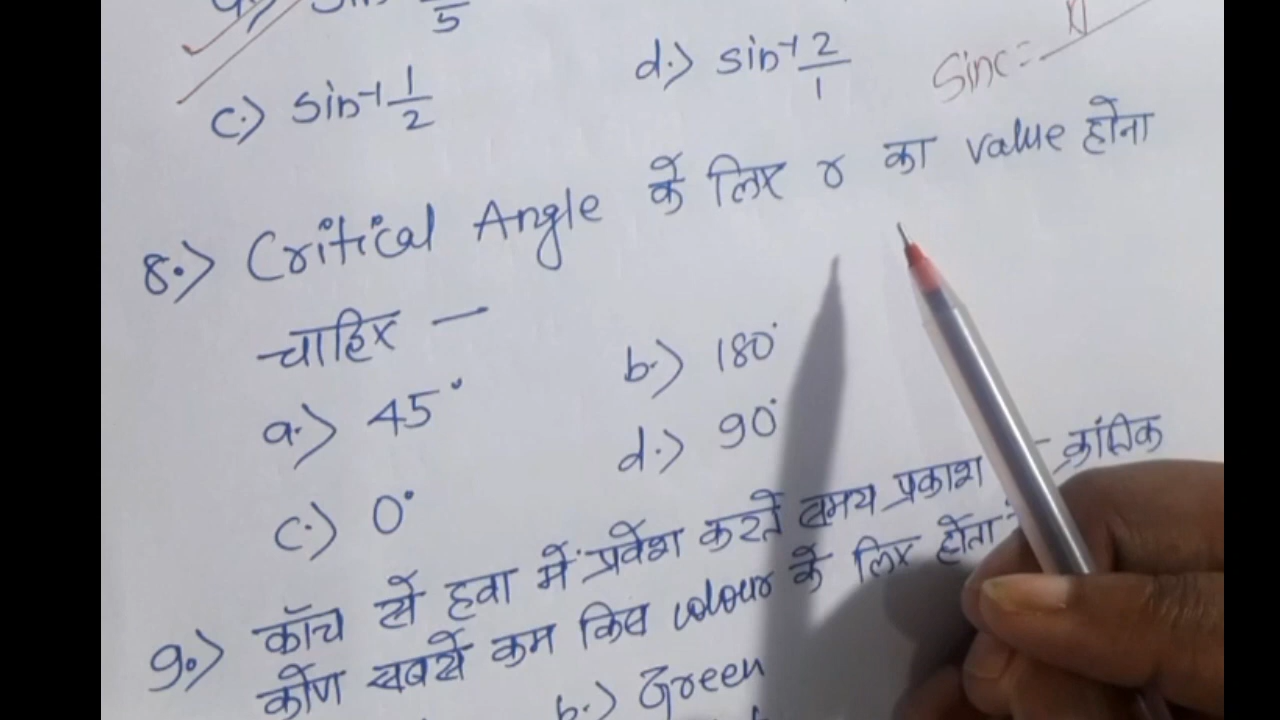 5
c.) sin⁻¹ 1/2 d.) sin⁻¹ 2/1 Sinc =
8.) Critical Angle के लिए r का value होना
चाहिए —
a.) 45° b.) 180°
c.) 0° d.) 90°
9.) काँच से हवा में प्रवेश करते समय प्रकाश क्रांतिक
कोण सबसे कम किस colour के लिए होता
b.) Green